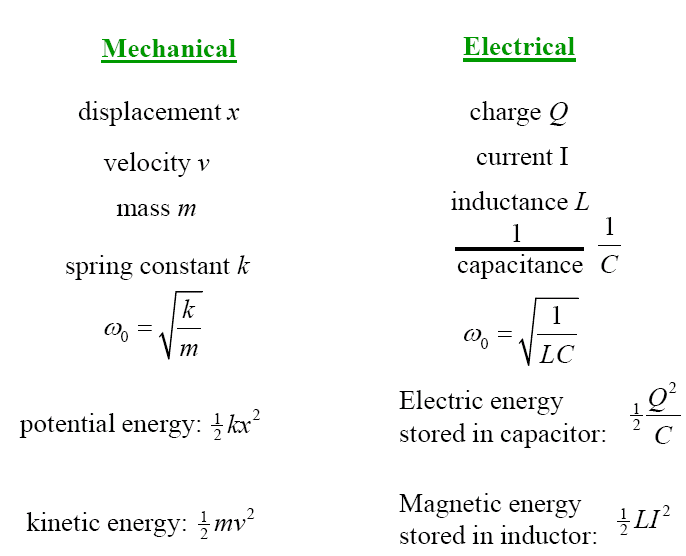 Mechanical Electrical
displacement x charge Q
velocity v current I
mass m inductance L
spring constant k 1/capacitance 1/C
ω₀ = √(k/m) ω₀ = √(1/LC)
potential energy: ½kx² Electric energy
stored in capacitor: ½ Q²/C
kinetic energy: ½mv² Magnetic energy
stored in inductor: ½LI²